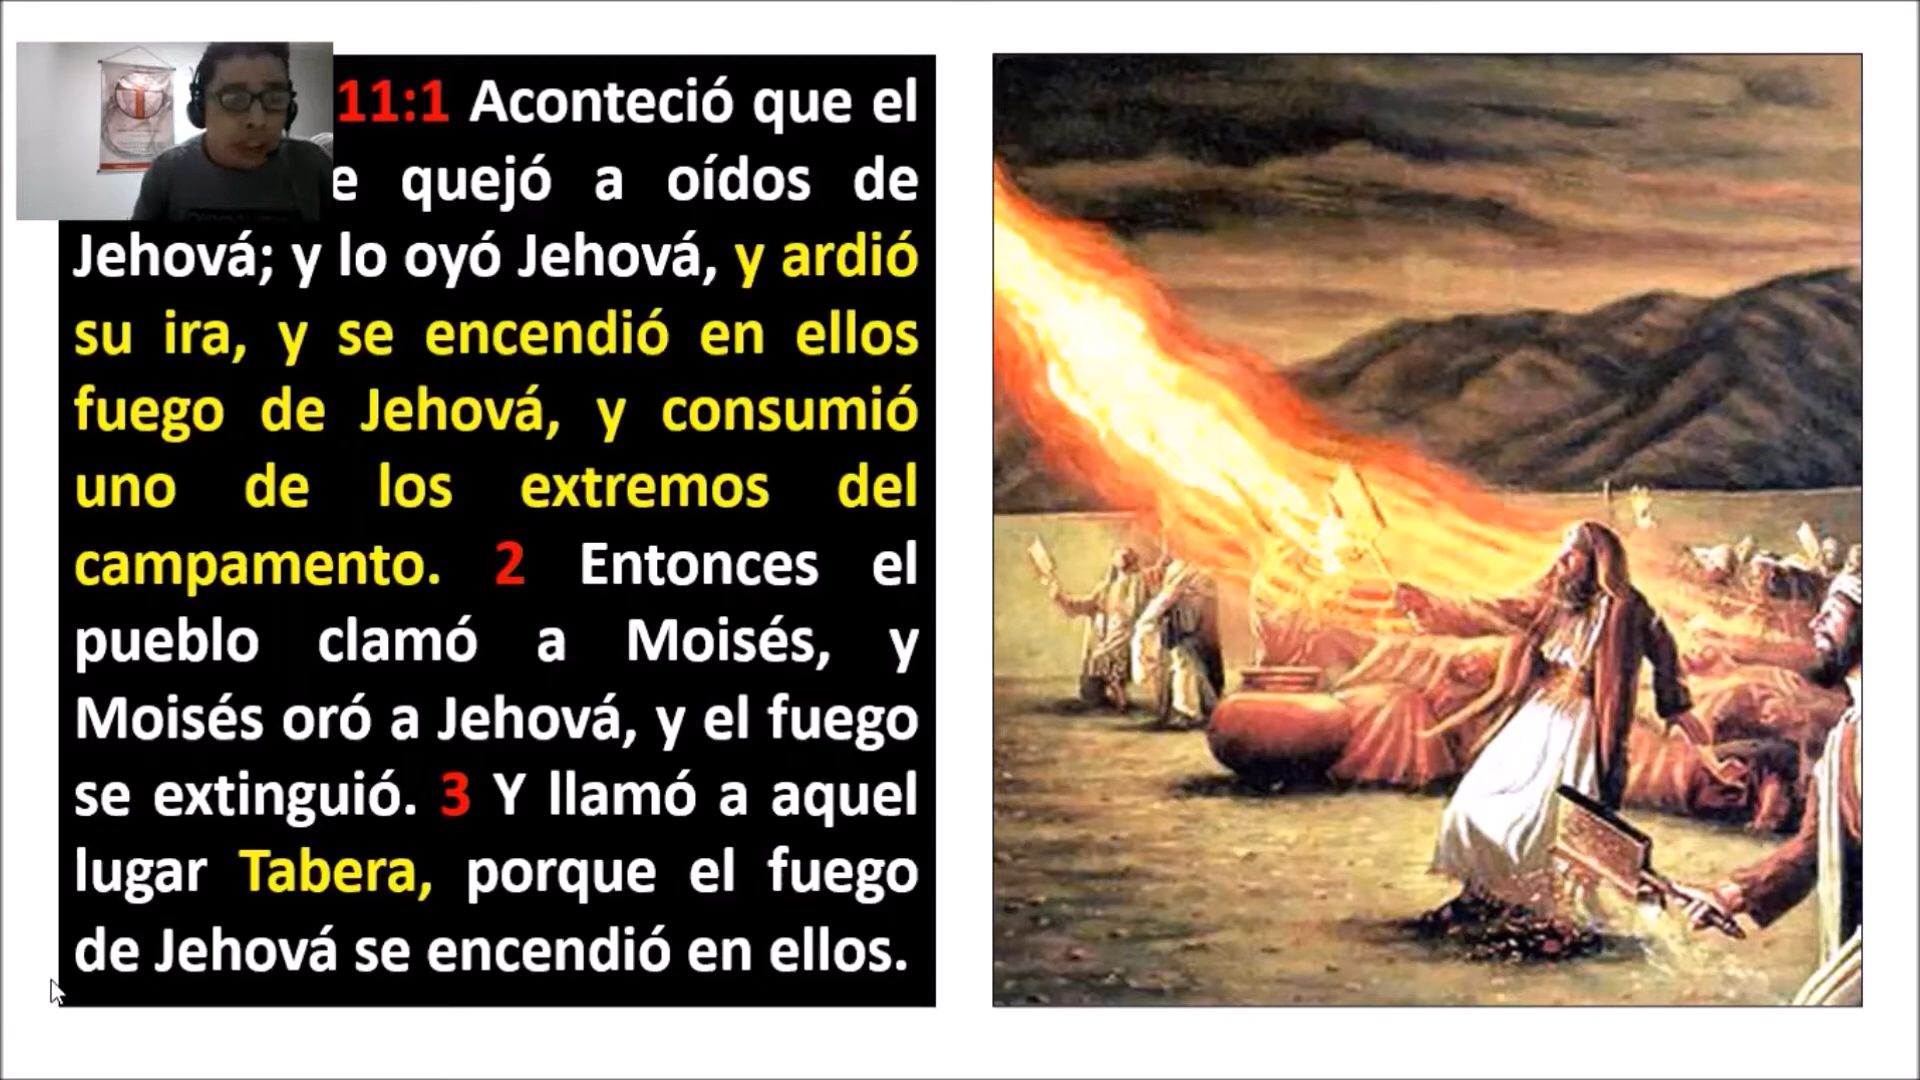 11:1 Aconteció que el
e quejó a oídos de
Jehová; y lo oyó Jehová, y ardió
su ira, y se encendió en ellos
fuego de Jehová, y consumió
uno de los extremos del
campamento. 2 Entonces el
pueblo clamó a Moisés, y
Moisés oró a Jehová, y el fuego
se extinguió. 3 Y llamó a aquel
lugar Tabera, porque el fuego
de Jehová se encendió en ellos.